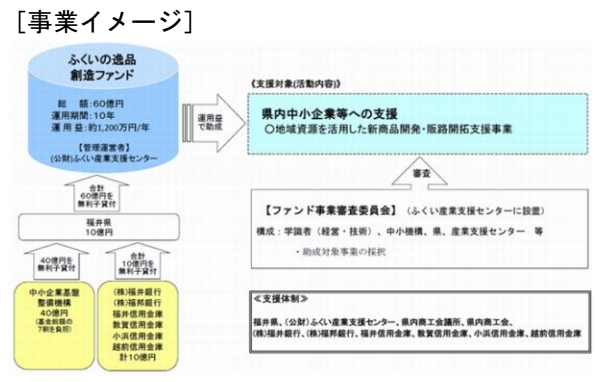 [事業イメージ]
ふくいの逸品
創造ファンド
総　額：60億円
運用期間：10年
運 用 益：約1,200万円/年
【管理運営者】
(公財)ふくい産業支援センター
運用益
で助成
《支援対象(活動内容)》
県内中小企業等への支援
〇地域資源を活用した新商品開発・販路開拓支援事業
審査
【ファンド事業審査委員会】（ふくい産業支援センターに設置）
構成：学識者（経営・技術）、中小機構、県、産業支援センター　等
・助成対象事業の採択
合計
60億円を
無利子貸付
福井県
10億円
40億円を
無利子貸付
合計
10億円を
無利子貸付
中小企業基盤
整備機構
40億円
(基金総額の
7割を負担)
(株)福井銀行
(株)福邦銀行
福井信用金庫
敦賀信用金庫
小浜信用金庫
越前信用金庫
計10億円
≪支援体制≫
福井県、(公財)ふくい産業支援センター、県内商工会議所、県内商工会、
(株)福井銀行、(株)福邦銀行、福井信用金庫、敦賀信用金庫、小浜信用金庫、越前信用金庫